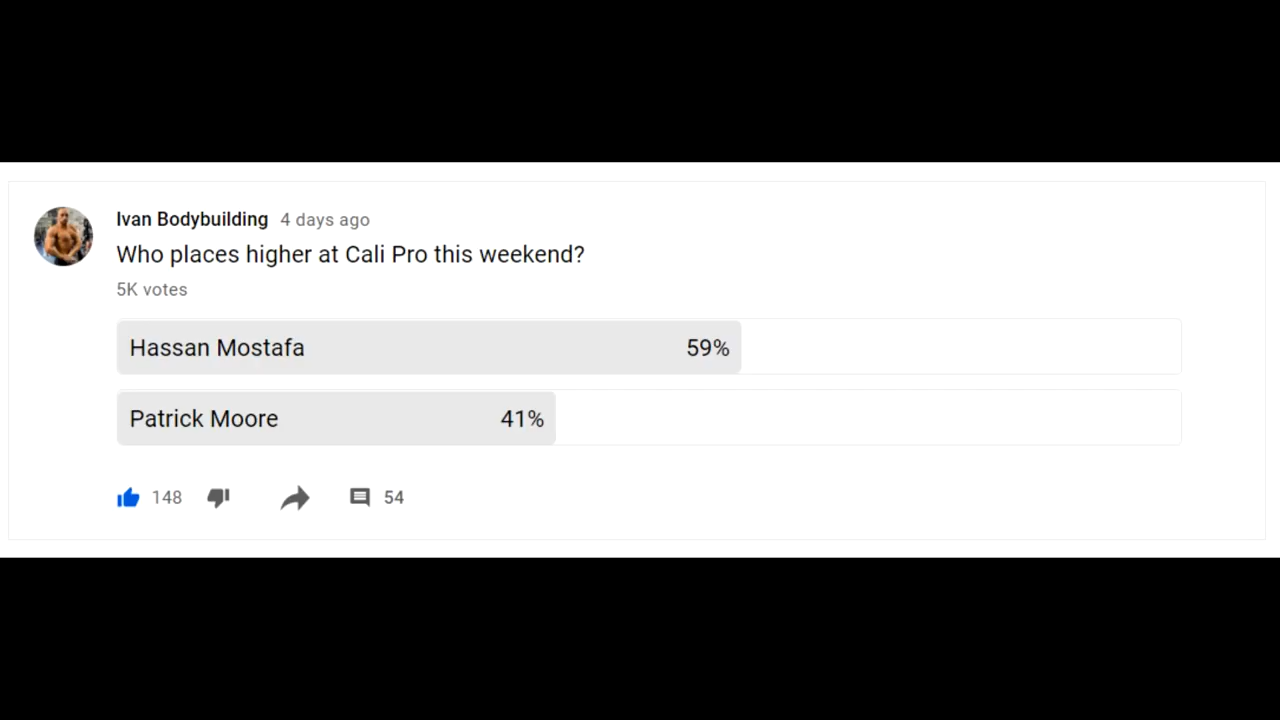 Ivan Bodybuilding 4 days ago
Who places higher at Cali Pro this weekend?
5K votes
Hassan Mostafa 59%
Patrick Moore 41%
148 54